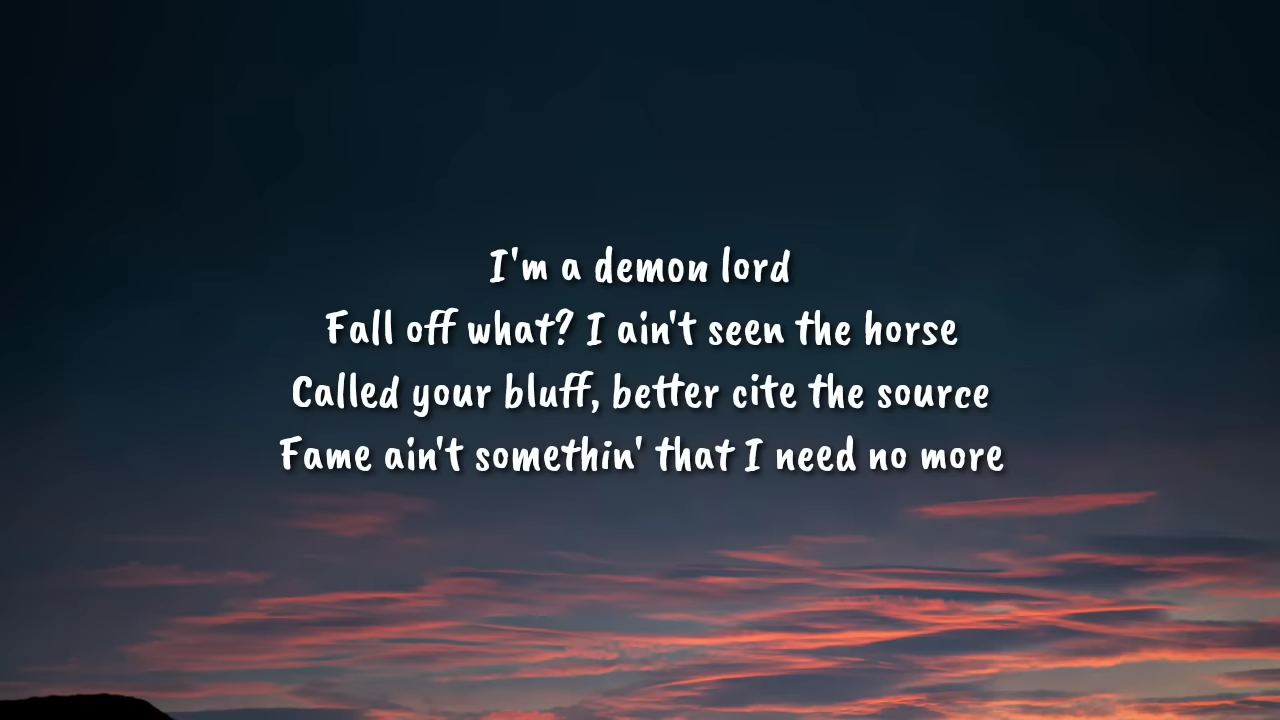 I'm a demon lord
Fall off what? I ain't seen the horse
Called your bluff, better cite the source
Fame ain't somethin' that I need no more